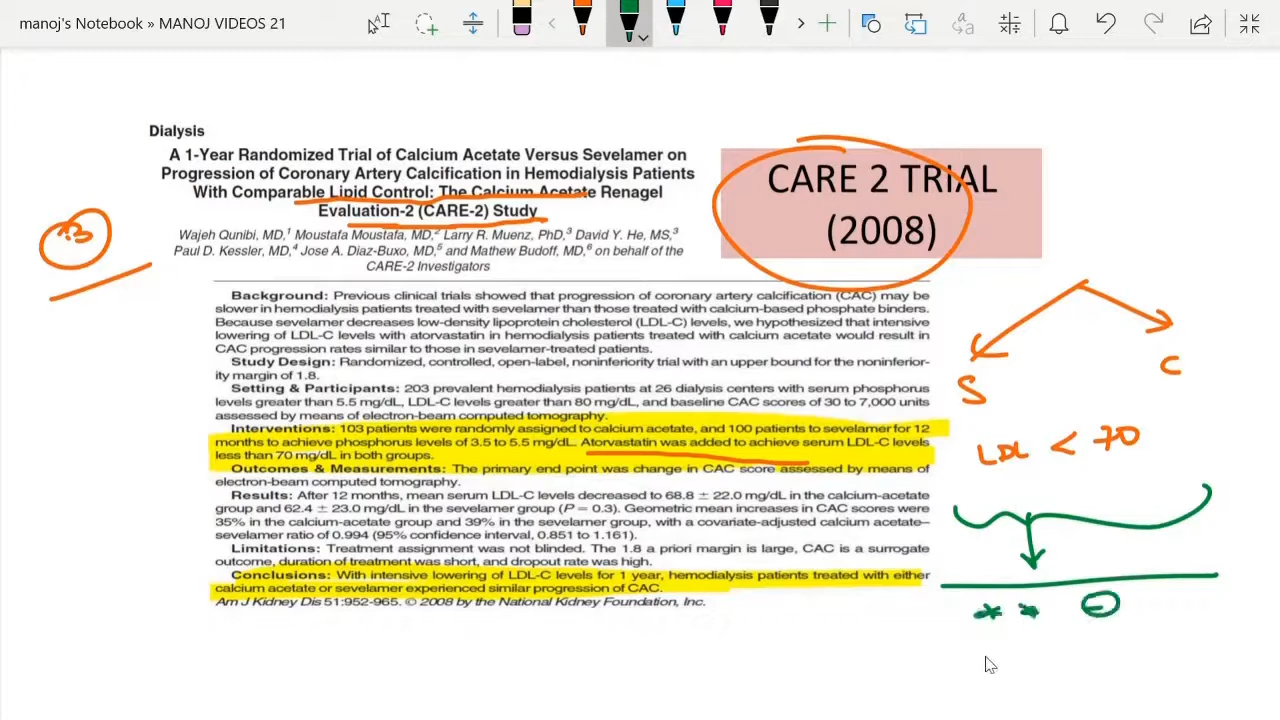 manoj's Notebook » MANOJ VIDEOS 21
Dialysis
A 1-Year Randomized Trial of Calcium Acetate Versus Sevelamer on
Progression of Coronary Artery Calcification in Hemodialysis Patients
With Comparable Lipid Control: The Calcium Acetate Renagel
Evaluation-2 (CARE-2) Study
Wajeh Qunibi, MD,1 Moustafa Moustafa, MD,2 Larry R. Muenz, PhD,3 David Y. He, MS,3
Paul D. Kessler, MD,4 Jose A. Diaz-Buxo, MD,5 and Mathew Budoff, MD,6 on behalf of the
CARE-2 Investigators
CARE 2 TRIAL
(2008)
Background: Previous clinical trials showed that progression of coronary artery calcification (CAC) may be
slower in hemodialysis patients treated with sevelamer than those treated with calcium-based phosphate binders.
Because sevelamer decreases low-density lipoprotein cholesterol (LDL-C) levels, we hypothesized that intensive
lowering of LDL-C levels with atorvastatin in hemodialysis patients treated with calcium acetate would result in
CAC progression rates similar to those in sevelamer-treated patients.
Study Design: Randomized, controlled, open-label, noninferiority trial with an upper bound for the noninferior-
ity margin of 1.8.
Setting & Participants: 203 prevalent hemodialysis patients at 26 dialysis centers with serum phosphorus
levels greater than 5.5 mg/dL, LDL-C levels greater than 80 mg/dL, and baseline CAC scores of 30 to 7,000 units
assessed by means of electron-beam computed tomography.
Interventions: 103 patients were randomly assigned to calcium acetate, and 100 patients to sevelamer for 12
months to achieve phosphorus levels of 3.5 to 5.5 mg/dL. Atorvastatin was added to achieve serum LDL-C levels
less than 70 mg/dL in both groups.
Outcomes & Measurements: The primary end point was change in CAC score assessed by means of
electron-beam computed tomography.
Results: After 12 months, mean serum LDL-C levels decreased to 68.8 ± 22.0 mg/dL in the calcium-acetate
group and 62.4 ± 23.0 mg/dL in the sevelamer group (P = 0.3). Geometric mean increases in CAC scores were
35% in the calcium-acetate group and 39% in the sevelamer group, with a covariate-adjusted calcium acetate–
sevelamer ratio of 0.994 (95% confidence interval, 0.851 to 1.161).
Limitations: Treatment assignment was not blinded. The 1.8 a priori margin is large, CAC is a surrogate
outcome, duration of treatment was short, and dropout rate was high.
Conclusions: With intensive lowering of LDL-C levels for 1 year, hemodialysis patients treated with either
calcium acetate or sevelamer experienced similar progression of CAC.
Am J Kidney Dis 51:952-965. © 2008 by the National Kidney Foundation, Inc.
S
C
LDL < 70